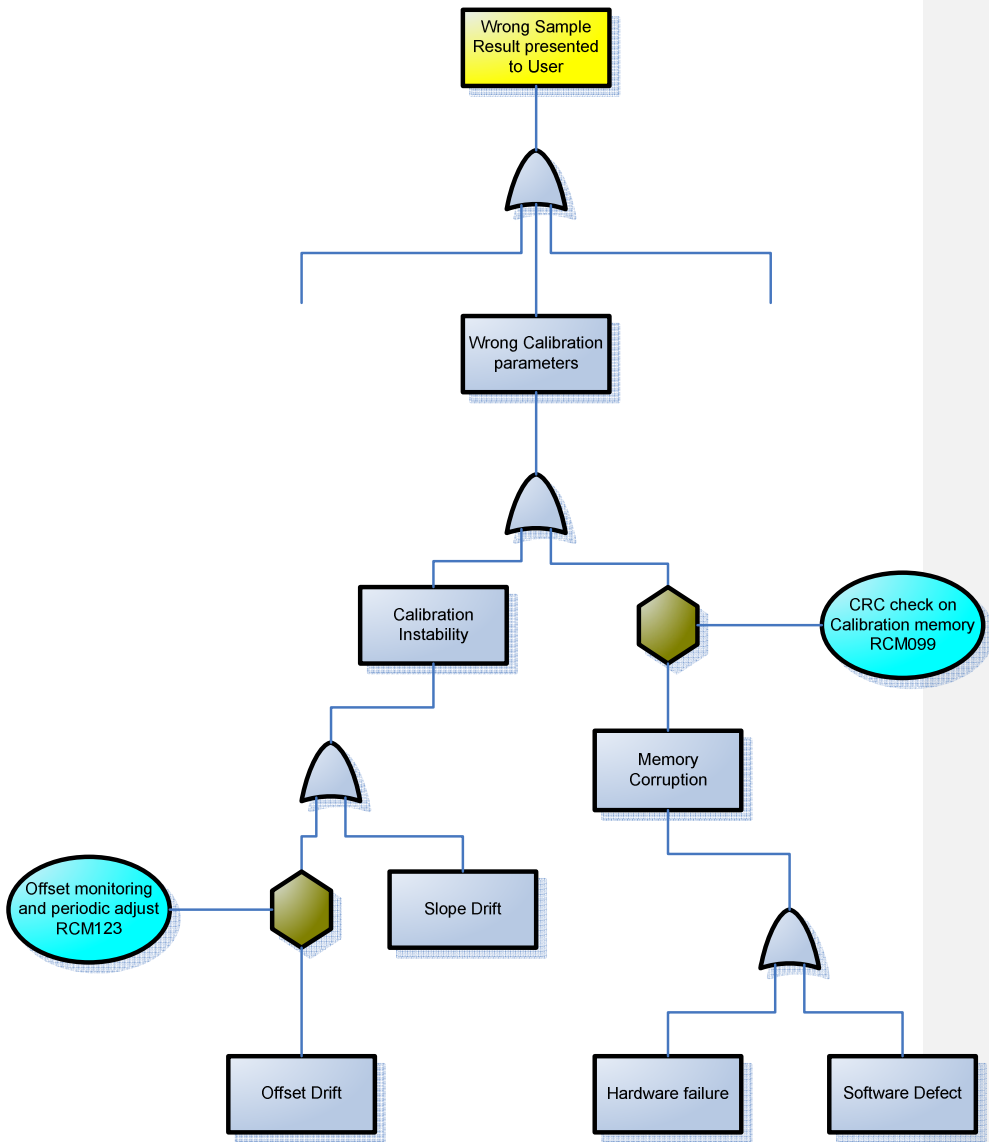 Wrong Sample
Result presented
to User
Wrong Calibration
parameters
Calibration
Instability
CRC check on
Calibration memory
RCM099
Memory
Corruption
Offset monitoring
and periodic adjust
RCM123
Slope Drift
Offset Drift
Hardware failure
Software Defect